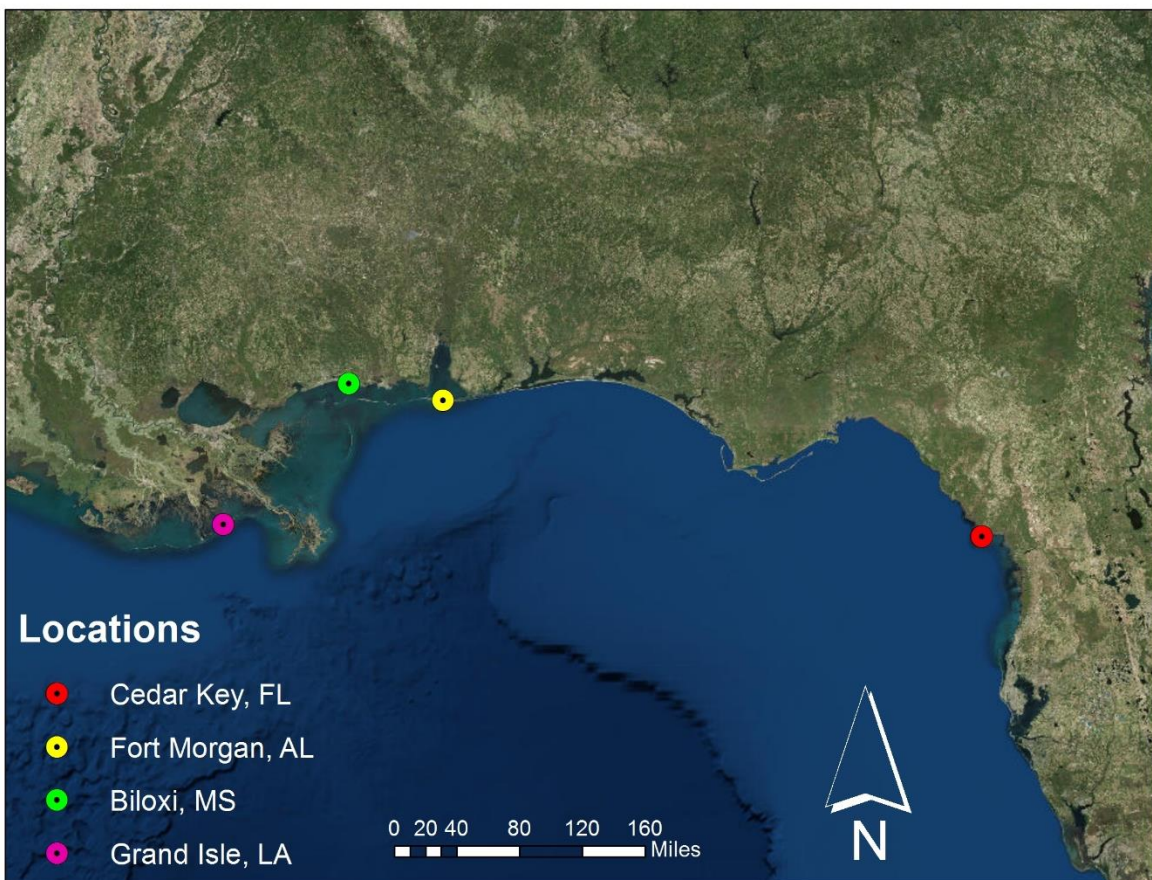 Locations
Cedar Key, FL
Fort Morgan, AL
Biloxi, MS
Grand Isle, LA
0 20 40 80 120 160
Miles
N